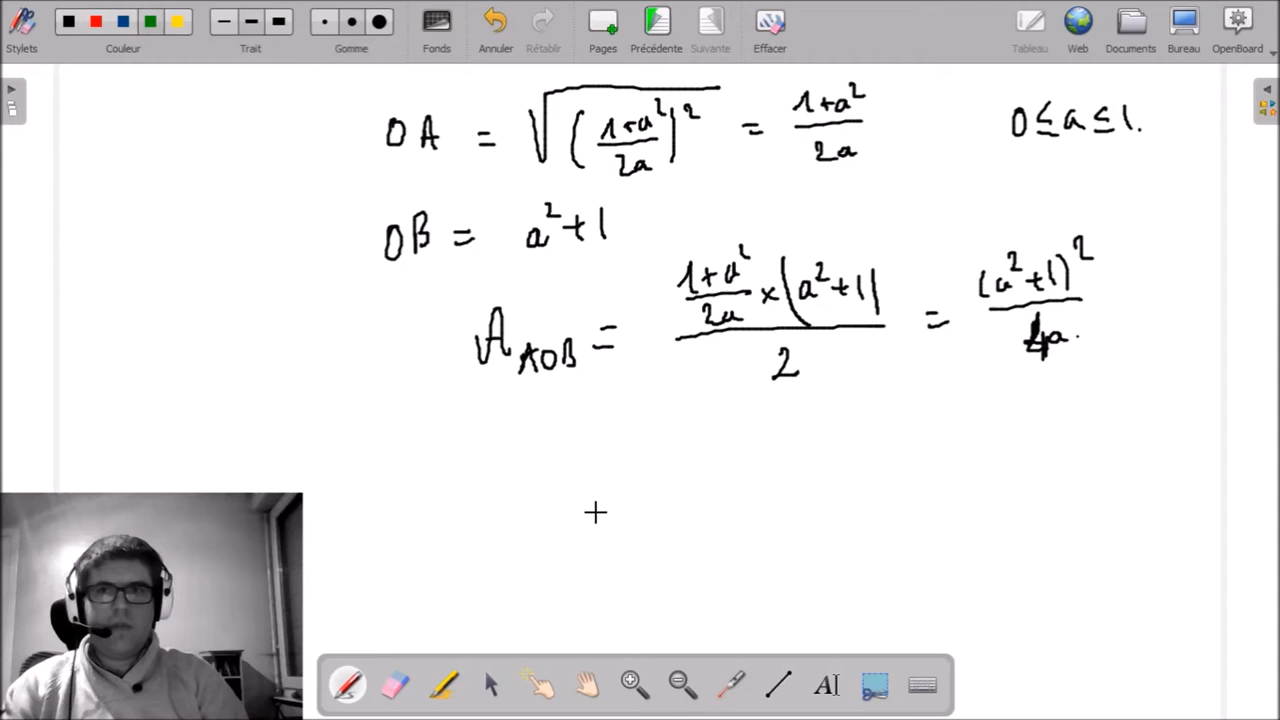 Stylets Couleur Trait Gomme Fonds Annuler Rétablir Pages Précédente Suivante Effacer Tableau Web Documents Bureau OpenBoard
OA = √((1+a²)/(2a))² = (1+a²)/(2a) 0 ≤ a ≤ 1.
OB = a²+1
A_AOB = ((1+a²)/(2a) × (a²+1))/2 = (a²+1)²/(4a).
AI